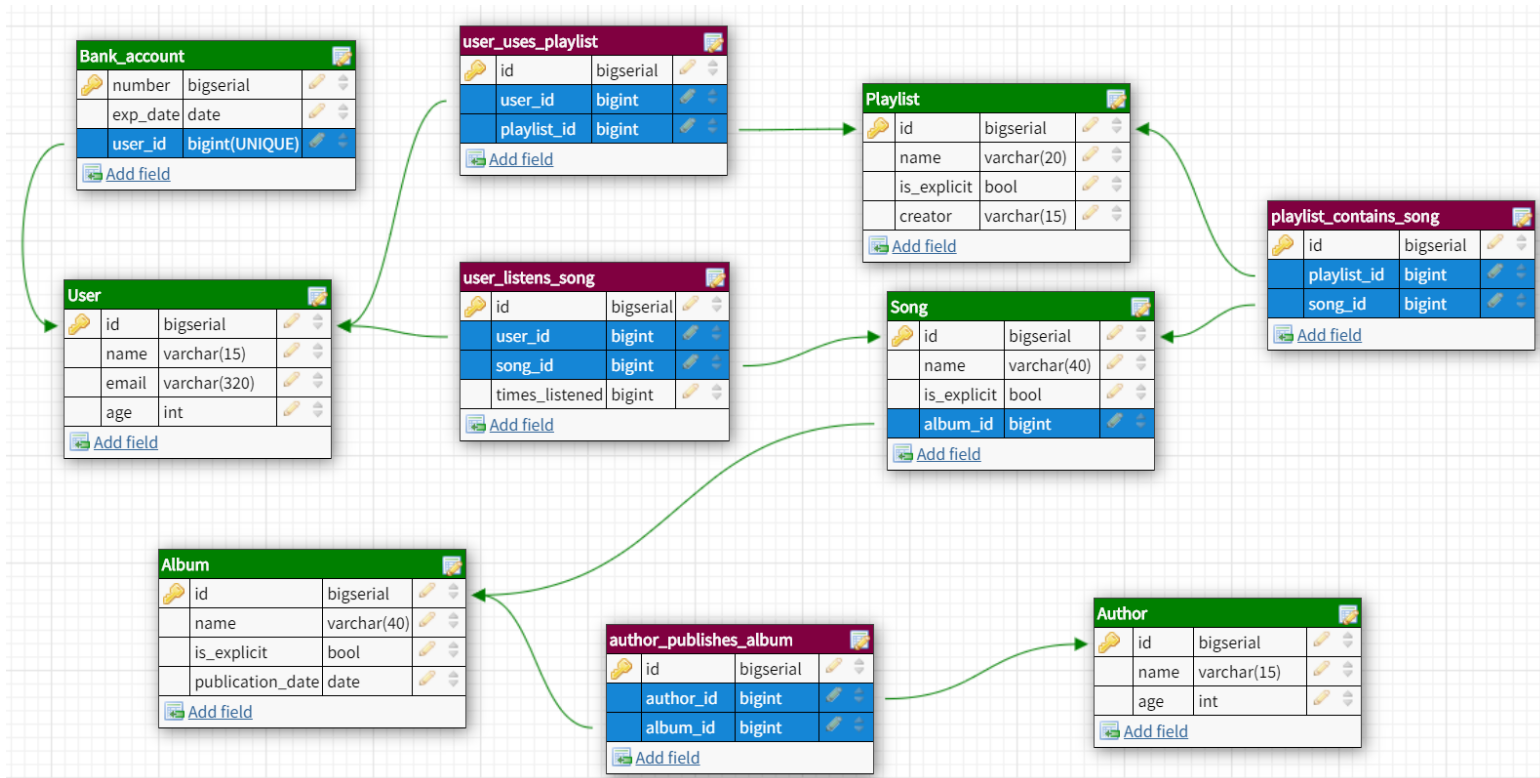 Bank_account
number bigserial
exp_date date
user_id bigint(UNIQUE)
Add field
user_uses_playlist
id bigserial
user_id bigint
playlist_id bigint
Add field
Playlist
id bigserial
name varchar(20)
is_explicit bool
creator varchar(15)
Add field
playlist_contains_song
id bigserial
playlist_id bigint
song_id bigint
Add field
User
id bigserial
name varchar(15)
email varchar(320)
age int
Add field
user_listens_song
id bigserial
user_id bigint
song_id bigint
times_listened bigint
Add field
Song
id bigserial
name varchar(40)
is_explicit bool
album_id bigint
Add field
Album
id bigserial
name varchar(40)
is_explicit bool
publication_date date
Add field
author_publishes_album
id bigserial
author_id bigint
album_id bigint
Add field
Author
id bigserial
name varchar(15)
age int
Add field